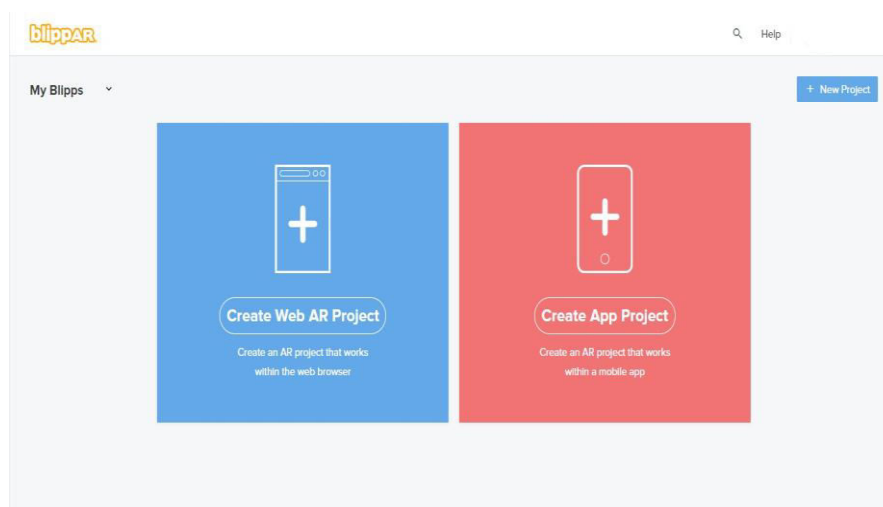 blippAR
Help
My Blipps
+ New Project
Create Web AR Project
Create App Project
Create an AR project that works
within the web browser
Create an AR project that works
within a mobile app